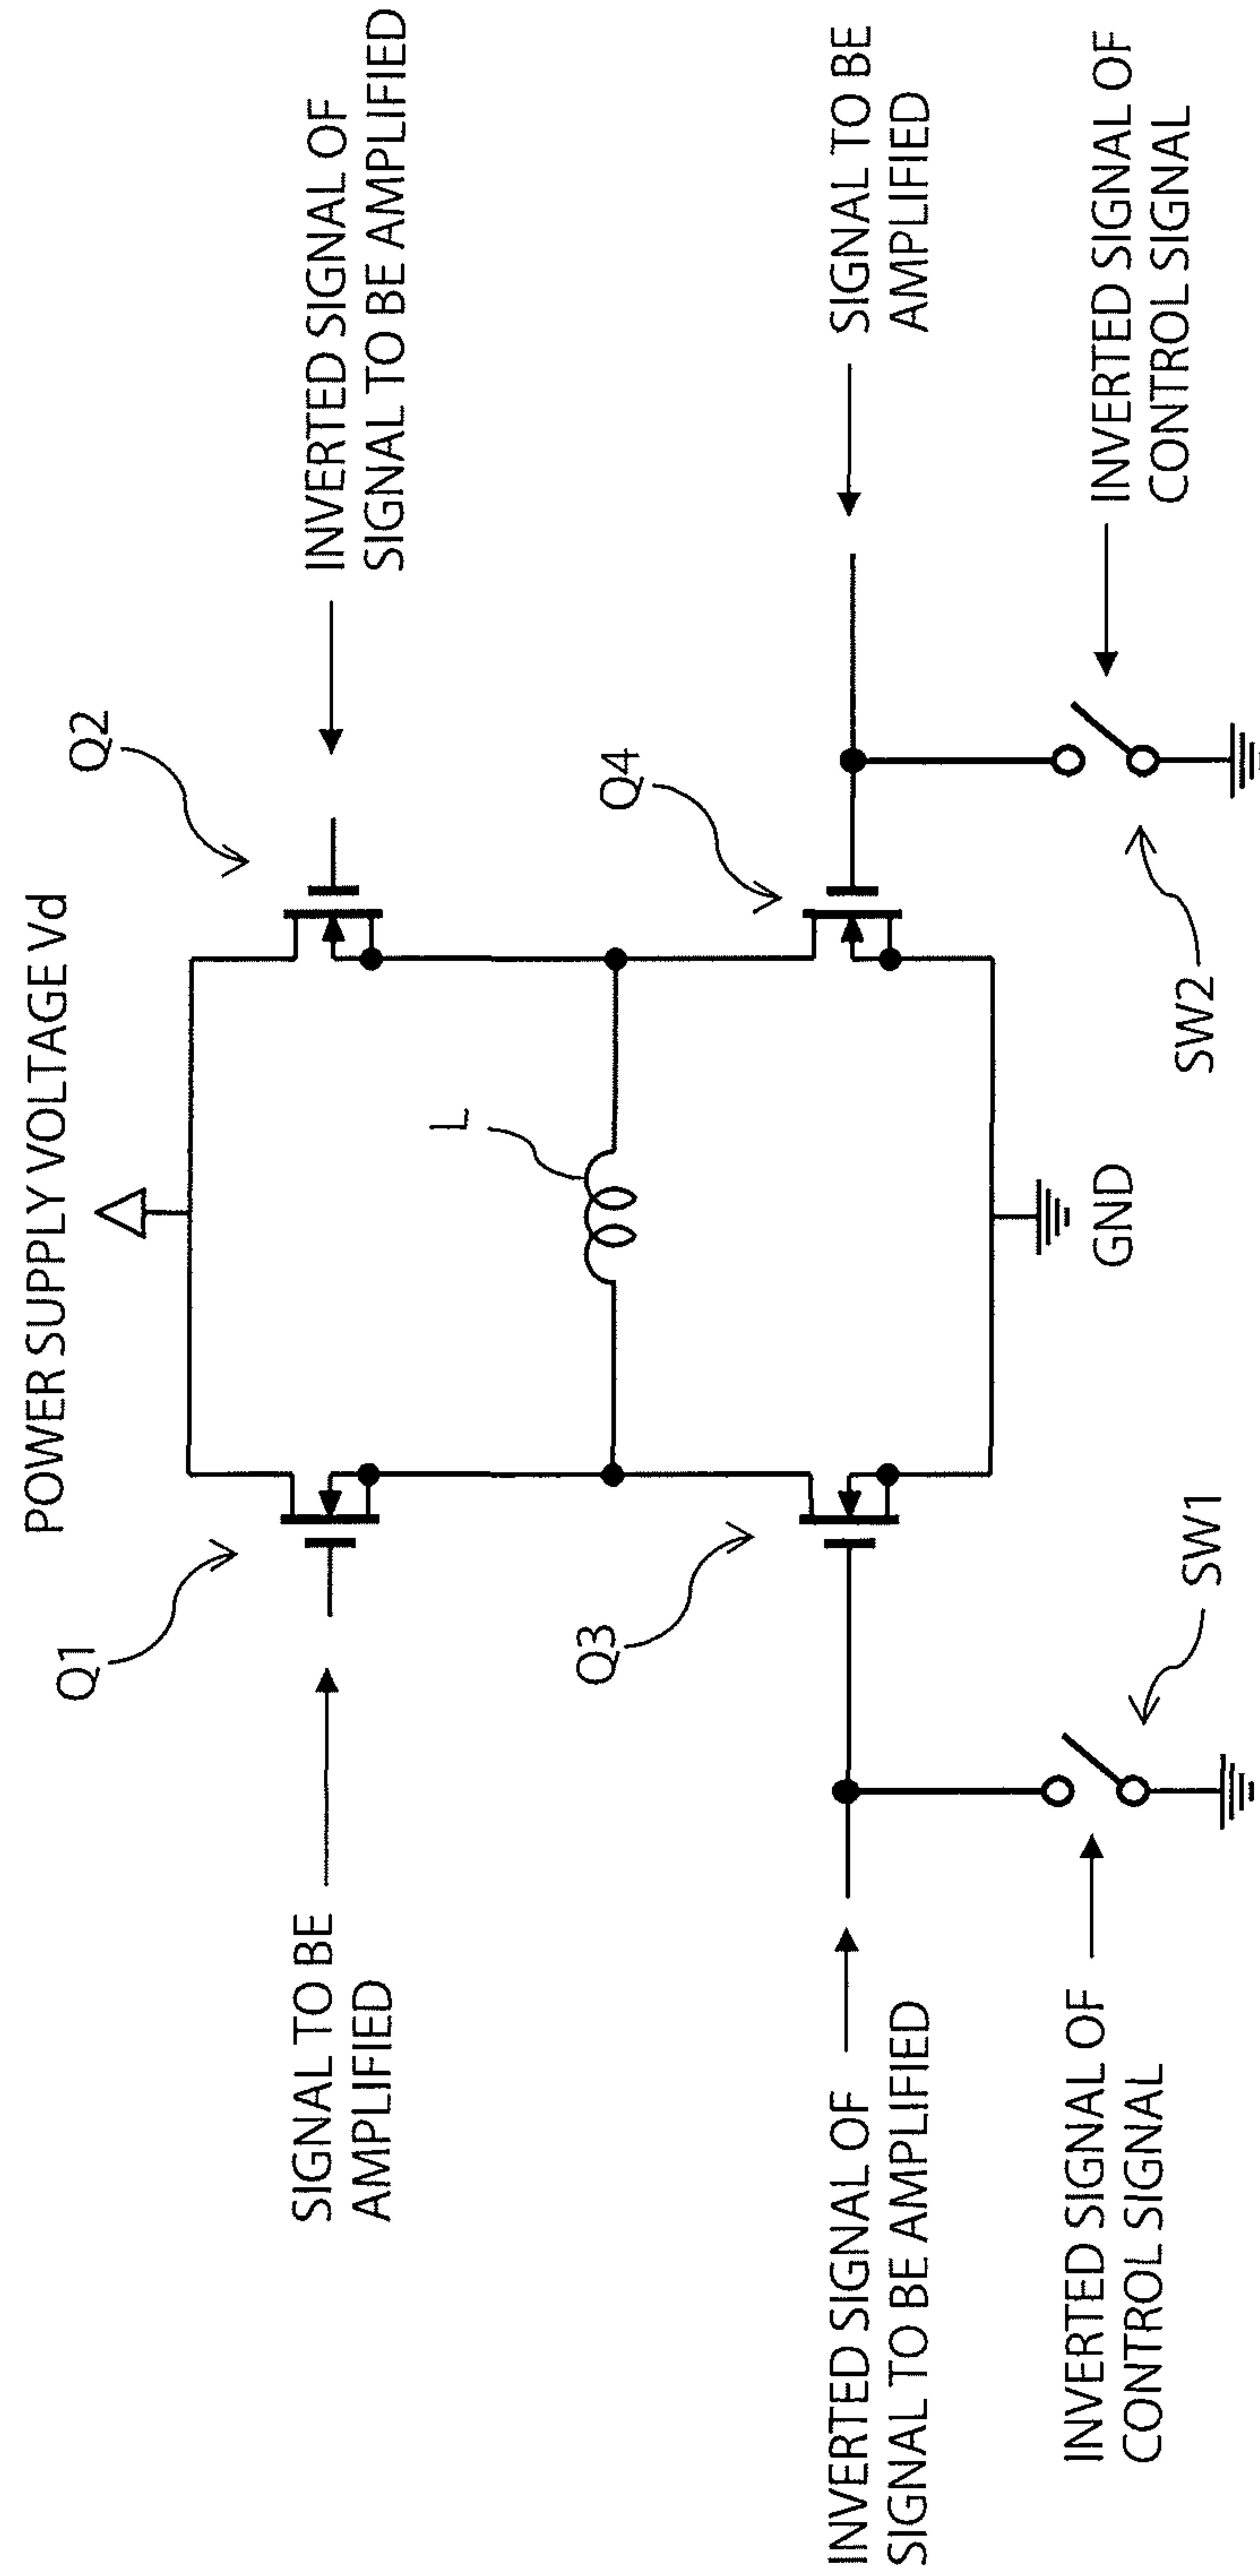 POWER SUPPLY VOLTAGE Vd
Q1
Q2
SIGNAL TO BE
AMPLIFIED
INVERTED SIGNAL OF
SIGNAL TO BE AMPLIFIED
L
Q3
Q4
INVERTED SIGNAL OF
SIGNAL TO BE AMPLIFIED
SIGNAL TO BE
AMPLIFIED
GND
INVERTED SIGNAL OF
CONTROL SIGNAL
SW1
SW2
INVERTED SIGNAL OF
CONTROL SIGNAL